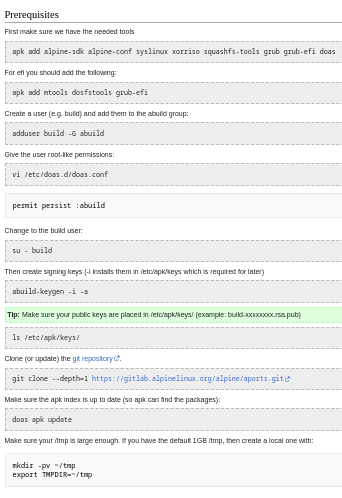 Prerequisites
First make sure we have the needed tools
apk add alpine-sdk alpine-conf syslinux xorriso squashfs-tools grub grub-efi doas
For efi you should add the following:
apk add mtools dosfstools grub-efi
Create a user (e.g. build) and add them to the abuild group:
adduser build -G abuild
Give the user root-like permissions:
vi /etc/doas.d/doas.conf
permit persist :abuild
Change to the build user:
su - build
Then create signing keys (-i installs them in /etc/apk/keys which is required for later)
abuild-keygen -i -a
Tip: Make sure your public keys are placed in /etc/apk/keys/ (example: build-xxxxxxxx.rsa.pub)
ls /etc/apk/keys/
Clone (or update) the git repository.
git clone --depth=1 https://gitlab.alpinelinux.org/alpine/aports.git
Make sure the apk index is up to date (so apk can find the packages):
doas apk update
Make sure your /tmp is large enough. If you have the default 1GB /tmp, then create a local one with:
mkdir -pv ~/tmp
export TMPDIR=~/tmp